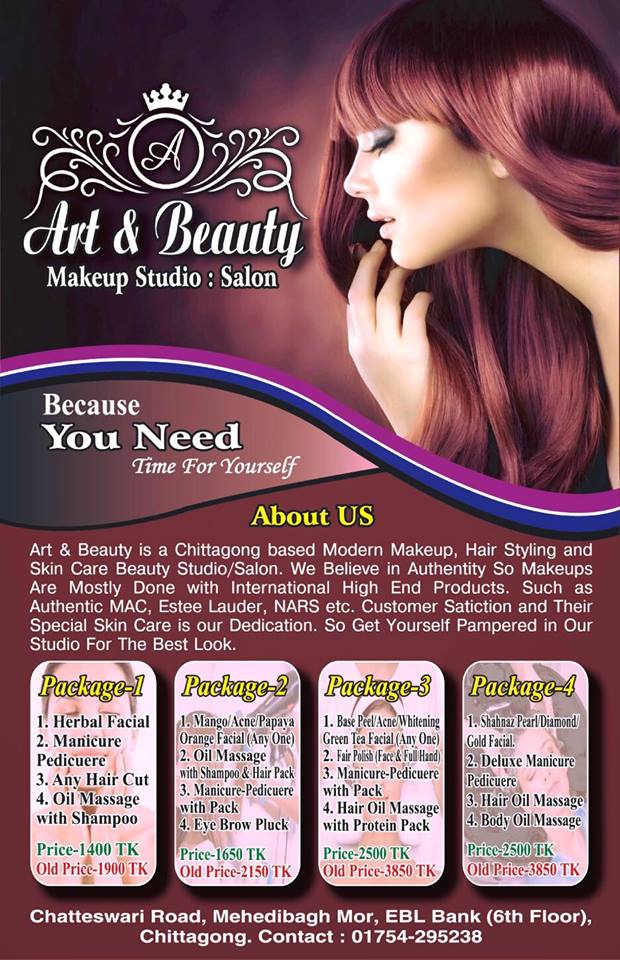 A
Art & Beauty
Makeup Studio : Salon
Because
You Need
Time For Yourself
About US
Art & Beauty is a Chittagong based Modern Makeup, Hair Styling and
Skin Care Beauty Studio/Salon. We Believe in Authentity So Makeups
Are Mostly Done with International High End Products. Such as
Authentic MAC, Estee Lauder, NARS etc. Customer Satiction and Their
Special Skin Care is our Dedication. So Get Yourself Pampered in Our
Studio For The Best Look.
Package-1
1. Herbal Facial
2. Manicure
Pedicuere
3. Any Hair Cut
4. Oil Massage
with Shampoo
Price-1400 TK
Old Price-1900 TK
Package-2
1. Mango/Acne/Papaya
Orange Facial (Any One)
2. Oil Massage
with Shampoo & Hair Pack
3. Manicure-Pedicuere
with Pack
4. Eye Brow Pluck
Price-1650 TK
Old Price-2150 TK
Package-3
1. Base Peel/Acne/Whitening
Green Tea Facial (Any One)
2. Fair Polish (Face & Full/Hand)
3. Manicure-Pedicuere
with Pack
4. Hair Oil Massage
with Protein Pack
Price-2500 TK
Old Price-3850 TK
Package-4
1. Shahnaz Pearl/Diamond/
Gold Facial.
2. Deluxe Manicure
Pedicuere
3. Hair Oil Massage
4. Body Oil Massage
Price-2500 TK
Old Price-3850 TK
Chatteswari Road, Mehedibagh Mor, EBL Bank (6th Floor),
Chittagong. Contact : 01754-295238